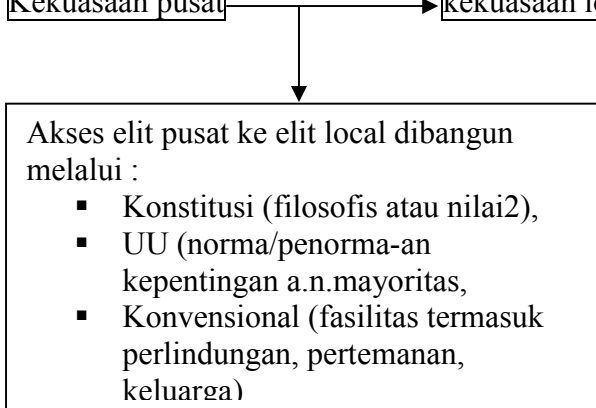 Kekuasaan pusat kekuasaan
Akses elit pusat ke elit local dibangun
melalui :
▪ Konstitusi (filosofis atau nilai2),
▪ UU (norma/penorma-an
kepentingan a.n.mayoritas,
▪ Konvensional (fasilitas termasuk
perlindungan, pertemanan,
keluarga)